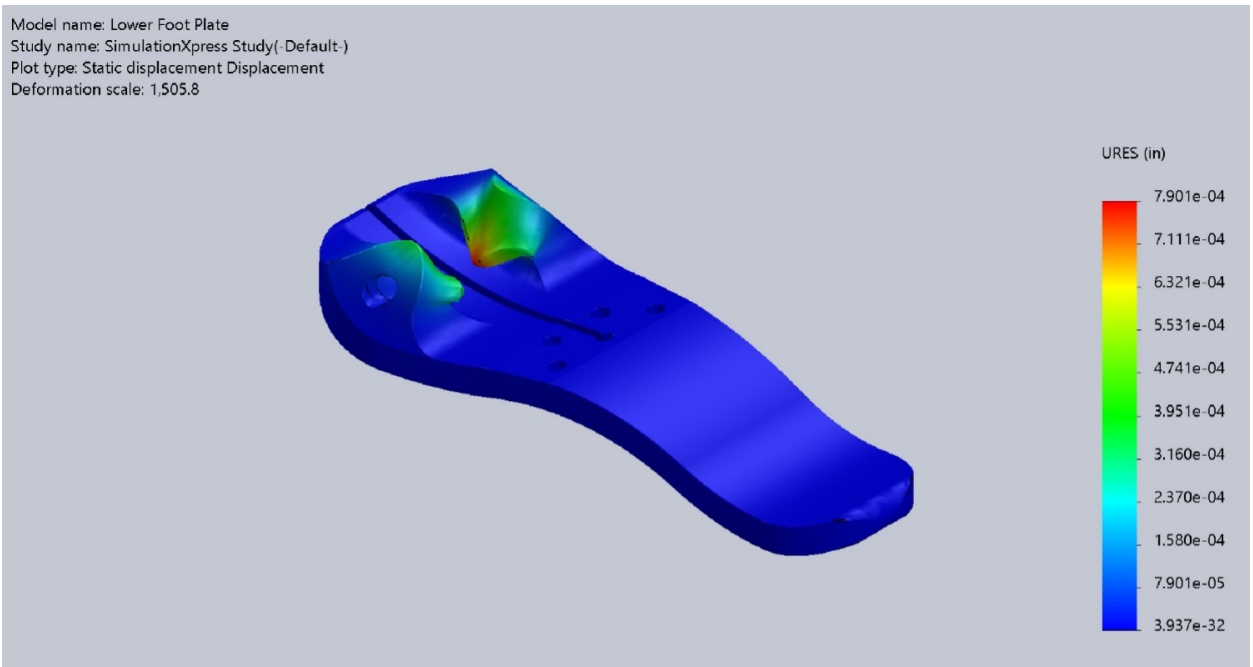 Model name: Lower Foot Plate
Study name: SimulationXpress Study(-Default-)
Plot type: Static displacement Displacement
Deformation scale: 1,505.8
URES (in)
7.901e-04
7.111e-04
6.321e-04
5.531e-04
4.741e-04
3.951e-04
3.160e-04
2.370e-04
1.580e-04
7.901e-05
3.937e-32